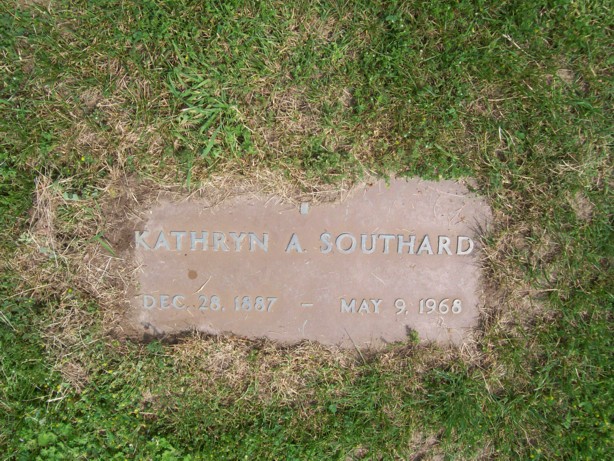 KATHRYN A. SOUTHARD
DEC. 28, 1887 – MAY 9, 1968